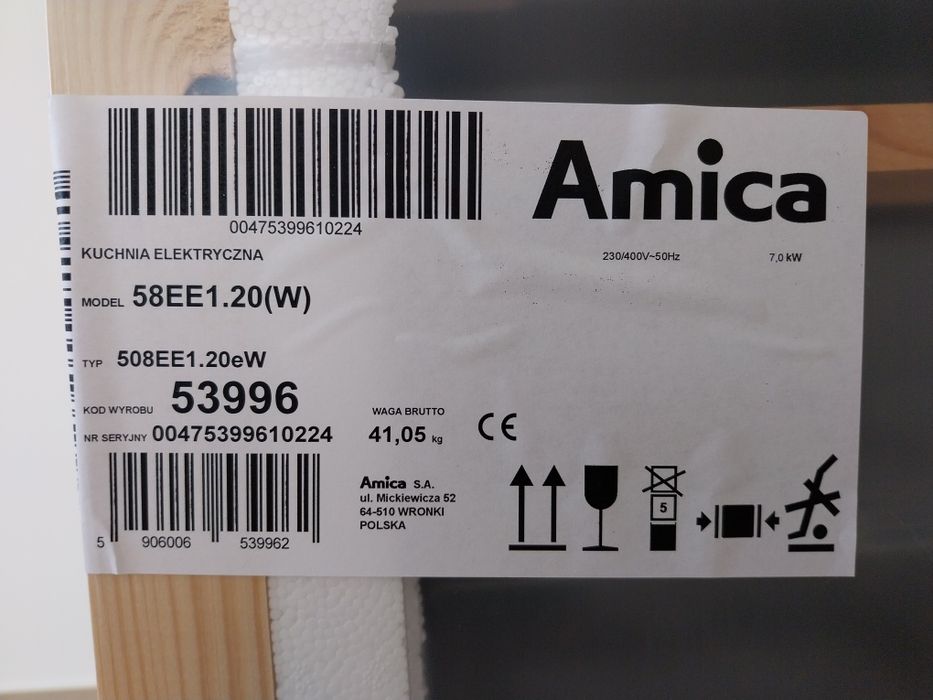 00475399610224
Amica
KUCHNIA ELEKTRYCZNA
230/400V~50Hz 7,0 kW
MODEL 58EE1.20(W)
TYP 508EE1.20eW
KOD WYROBU 53996
NR SERYJNY 00475399610224
WAGA BRUTTO
41,05 kg
CE
5 906006 539962
Amica S.A.
ul. Mickiewicza 52
64-510 WRONKI
POLSKA
5